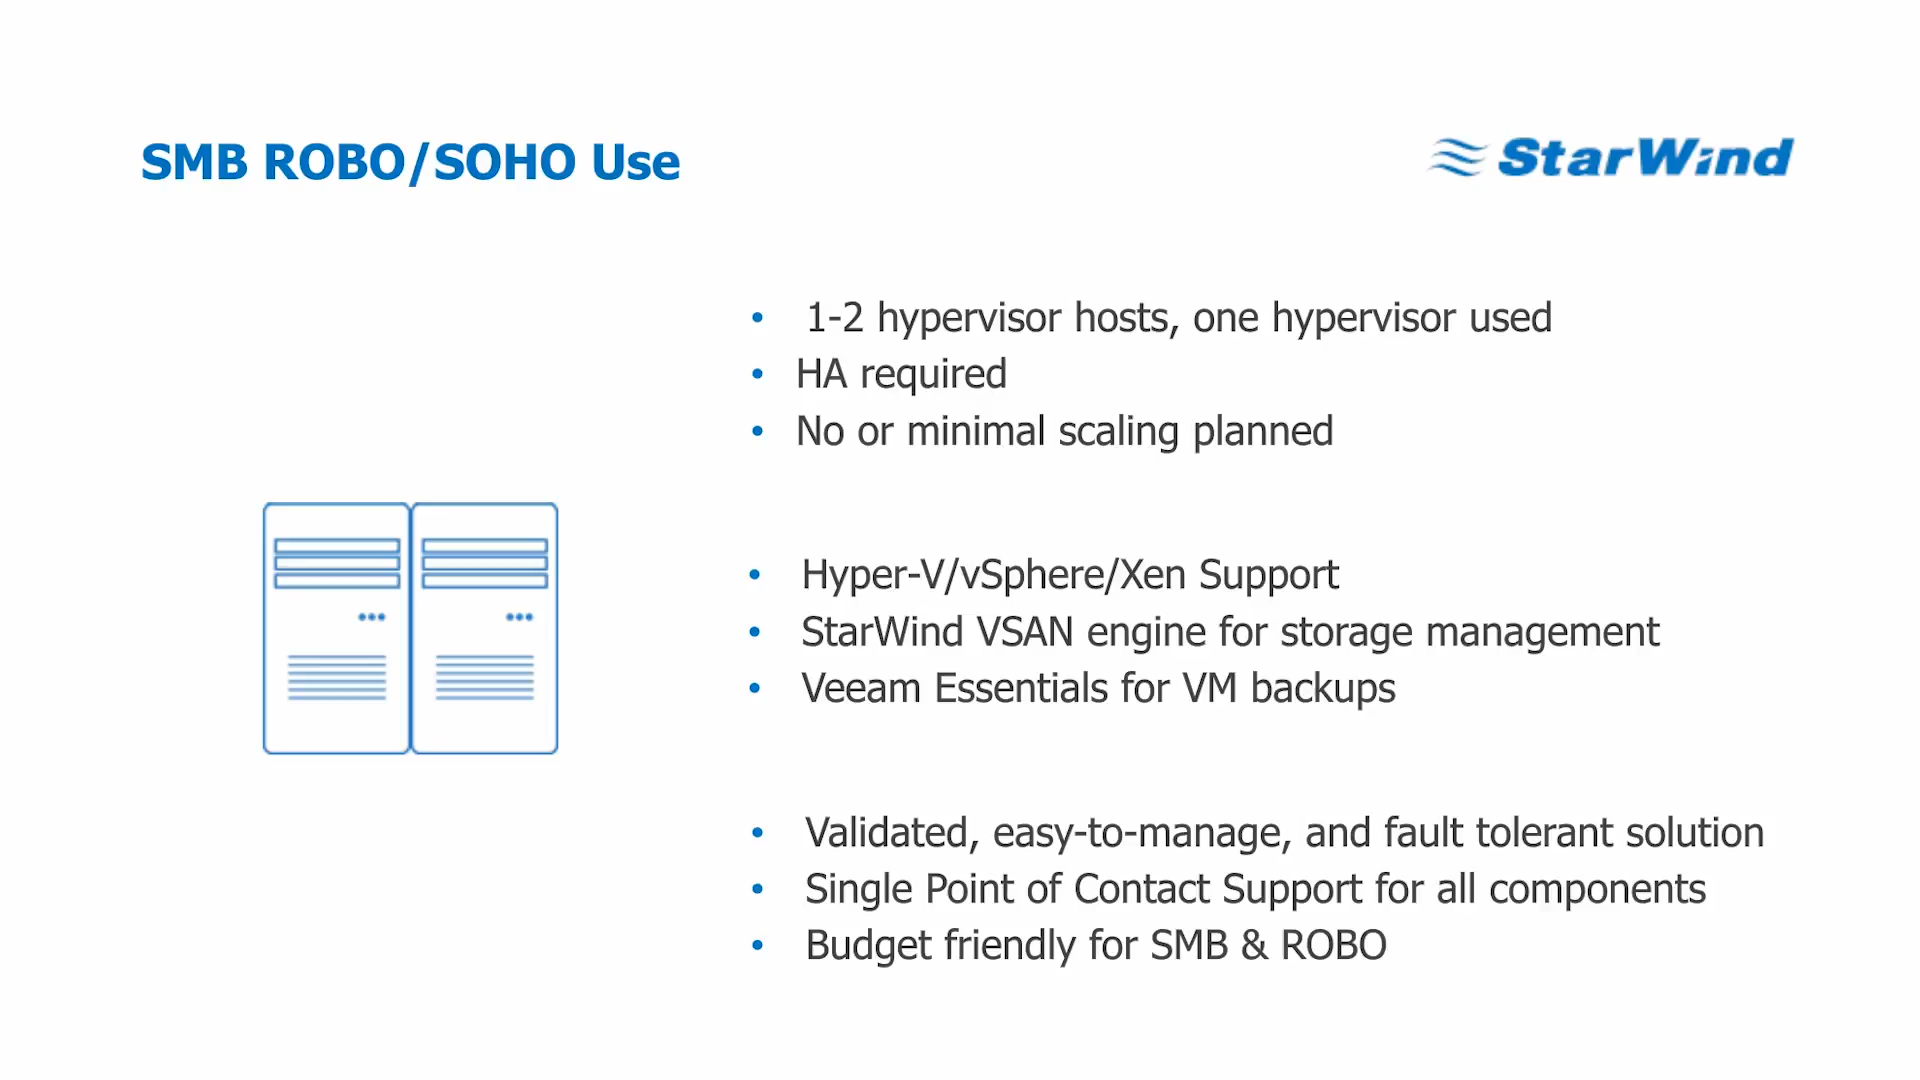 SMB ROBO/SOHO Use
StarWind
• 1-2 hypervisor hosts, one hypervisor used
• HA required
• No or minimal scaling planned
• Hyper-V/vSphere/Xen Support
• StarWind VSAN engine for storage management
• Veeam Essentials for VM backups
• Validated, easy-to-manage, and fault tolerant solution
• Single Point of Contact Support for all components
• Budget friendly for SMB & ROBO